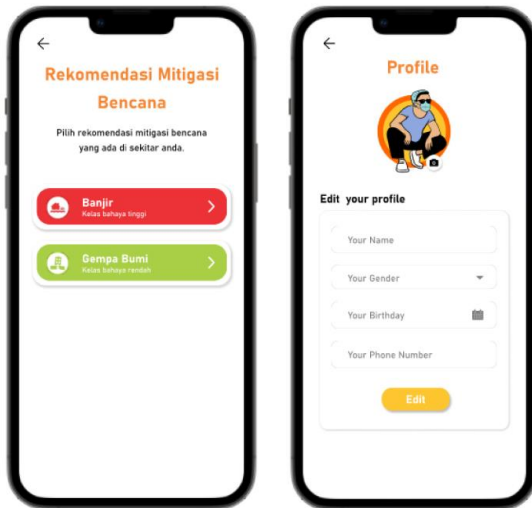 Rekomendasi Mitigasi
Bencana
Pilih rekomendasi mitigasi bencana
yang ada di sekitar anda.
Banjir
Kelas bahaya tinggi
Gempa Bumi
Kelas bahaya rendah
Profile
Edit your profile
Your Name
Your Gender
Your Birthday
Your Phone Number
Edit